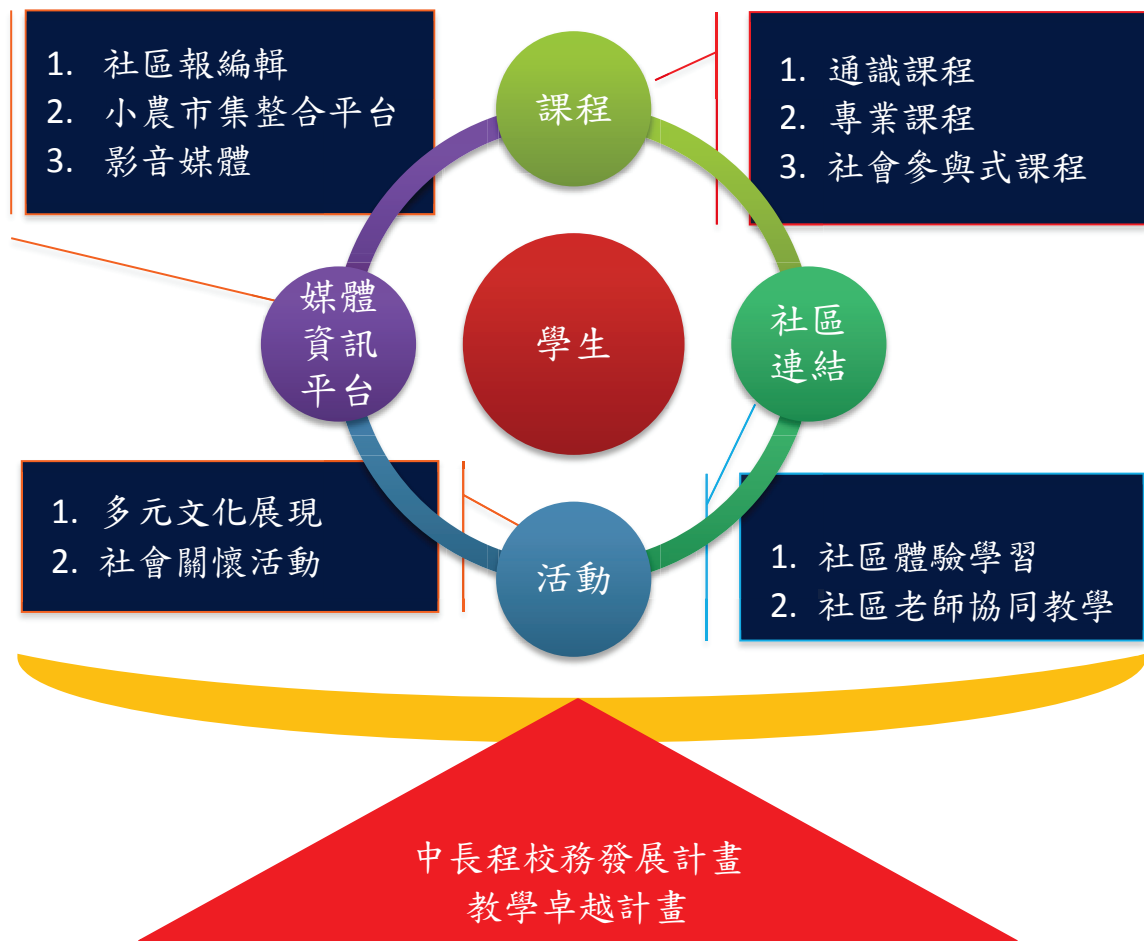 1. 社區報編輯
2. 小農市集整合平台
3. 影音媒體
課程
1. 通識課程
2. 專業課程
3. 社會參與式課程
媒體
資訊
平台
學生
社區
連結
1. 多元文化展現
2. 社會關懷活動
活動
1. 社區體驗學習
2. 社區老師協同教學
中長程校務發展計畫
教學卓越計畫